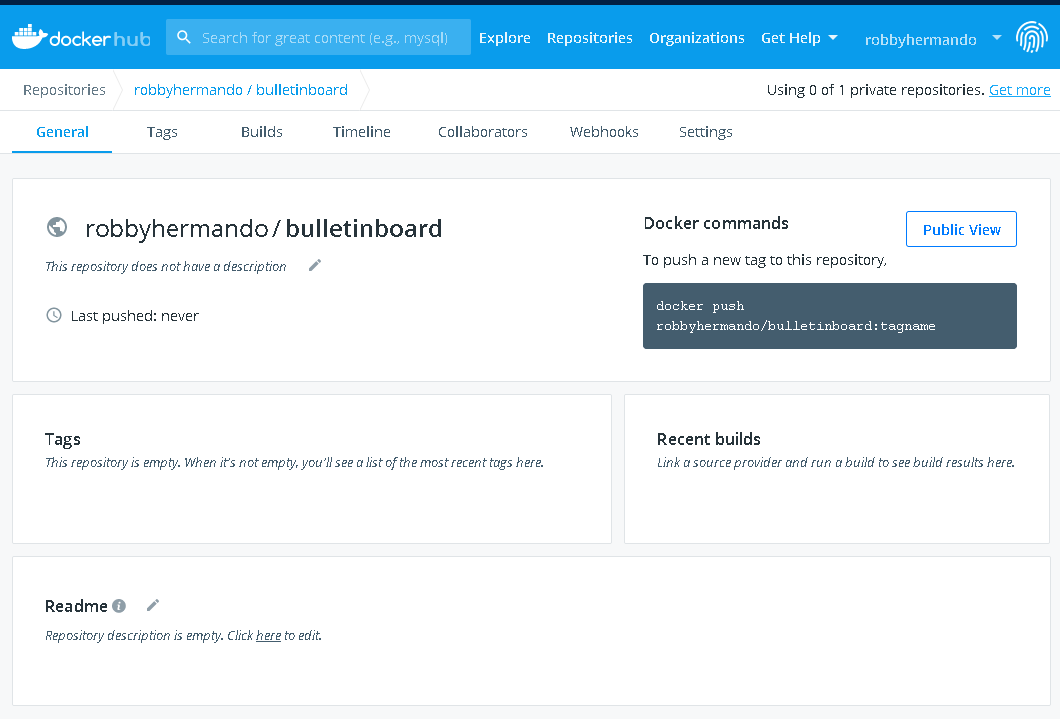 dockerhub Search for great content (e.g., mysql) Explore Repositories Organizations Get Help robbyhermando
Repositories robbyhermando / bulletinboard Using 0 of 1 private repositories. Get more
General Tags Builds Timeline Collaborators Webhooks Settings
robbyhermando / bulletinboard
This repository does not have a description
Last pushed: never
Docker commands
Public View
To push a new tag to this repository,
docker push
robbyhermando/bulletinboard:tagname
Tags
This repository is empty. When it's not empty, you'll see a list of the most recent tags here.
Recent builds
Link a source provider and run a build to see build results here.
Readme
Repository description is empty. Click here to edit.